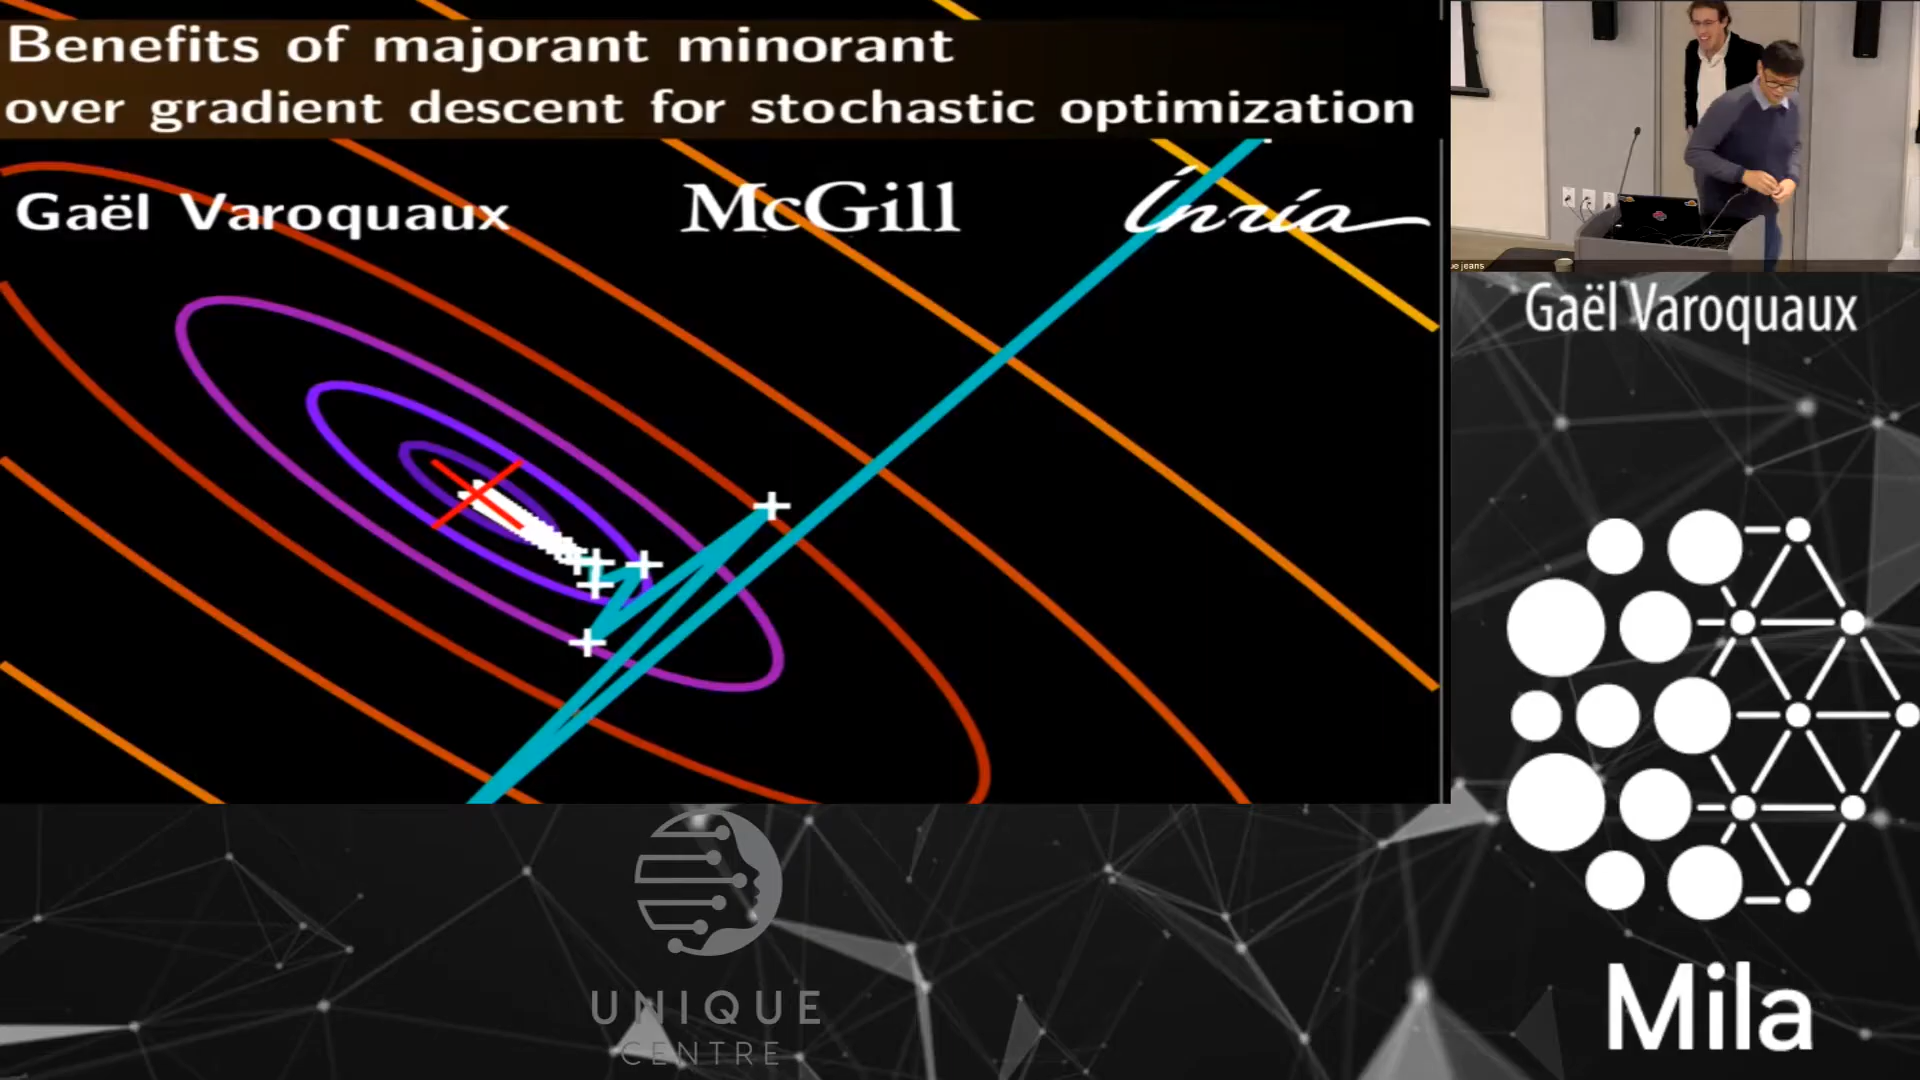 Benefits of majorant minorant
over gradient descent for stochastic optimization
Gaël Varoquaux
McGill
Inria
Gaël Varoquaux
UNIQUE
CENTRE
Mila